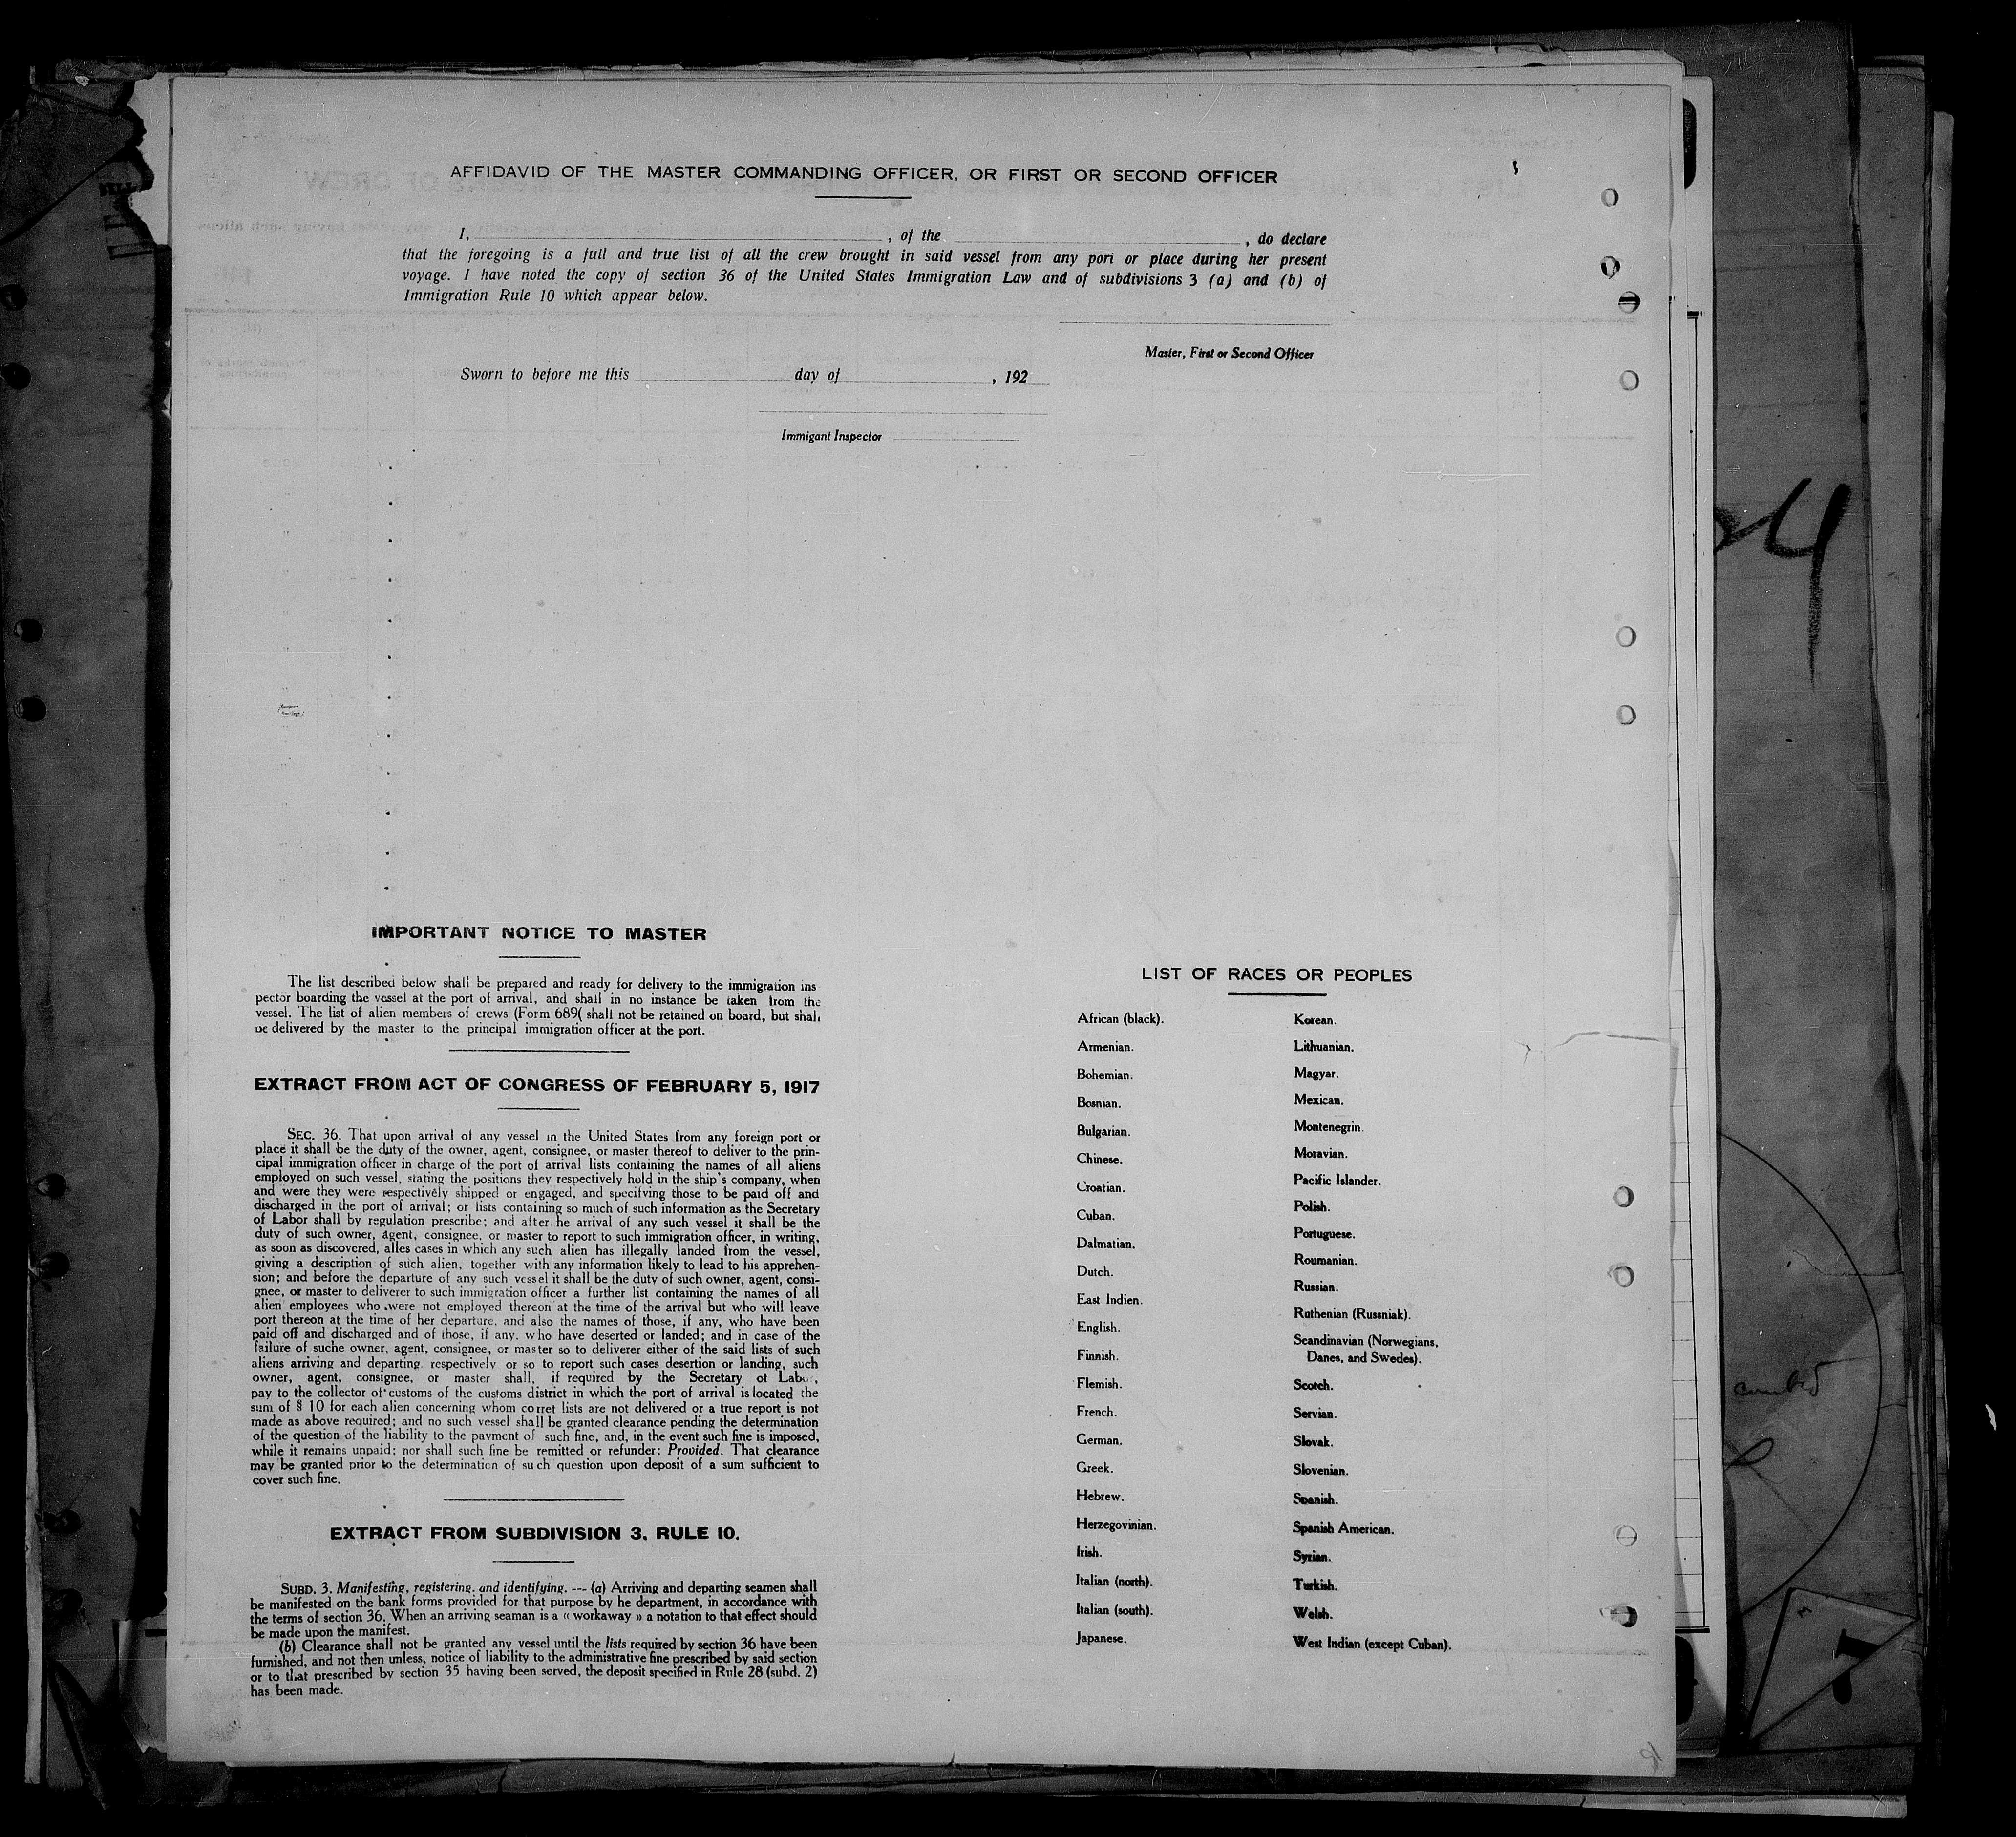 AFFIDAVID OF THE MASTER COMMANDING OFFICER, OR FIRST OR SECOND OFFICER
I, , of the , do declare
that the foregoing is a full and true list of all the crew brought in said vessel from any pori or place during her present
voyage. I have noted the copy of section 36 of the United States Immigration Law and of subdivisions 3 (a) and (b) of
Immigration Rule 10 which appear below.
Master, First or Second Officer
Sworn to before me this day of , 192
Immigant Inspector
IMPORTANT NOTICE TO MASTER
The list described below shall be prepared and ready for delivery to the immigration ins
pector boarding the vessel at the port of arrival, and shall in no instance be taken from the
vessel. The list of alien members of crews (Form 689( shall not be retained on board, but shall
be delivered by the master to the principal immigration officer at the port.
EXTRACT FROM ACT OF CONGRESS OF FEBRUARY 5, 1917
SEC. 36. That upon arrival of any vessel in the United States from any foreign port or
place it shall be the duty of the owner, agent, consignee, or master thereof to deliver to the prin-
cipal immigration officer in charge of the port of arrival lists containing the names of all aliens
employed on such vessel, stating the positions they respectively hold in the ship's company, when
and were they were respectively shipped or engaged, and specifying those to be paid off and
discharged in the port of arrival; or lists containing so much of such information as the Secretary
of Labor shall by regulation prescribe; and after he arrival of any such vessel it shall be the
duty of such owner, agent, consignee, or master to report to such immigration officer, in writing,
as soon as discovered, alles cases in which any such alien has illegally landed from the vessel,
giving a description of such alien, together with any information likely to lead to his apprehen-
sion; and before the departure of any such vessel it shall be the duty of such owner, agent, consi-
gnee, or master to deliverer to such immigration officer a further list containing the names of all
alien employees who were not employed thereon at the time of the arrival but who will leave
port thereon at the time of her departure, and also the names of those, if any, who have been
paid off and discharged and of those, if any. who have deserted or landed; and in case of the
failure of suche owner, agent, consignee, or master so to deliverer either of the said lists of such
aliens arriving and departing. respectively or so to report such cases desertion or landing, such
owner, agent, consignee, or master shall, if required by the Secretary ot Labor,
pay to the collector of customs of the customs district in which the port of arrival is located the
sum of § 10 for each alien concerning whom corret lists are not delivered or a true report is not
made as above required; and no such vessel shall be granted clearance pending the determination
of the question of the liability to the payment of such fine, and, in the event such fine is imposed,
while it remains unpaid; nor shall such fine be remitted or refunder: Provided. That clearance
may be granted prior to the determination of such question upon deposit of a sum sufficient to
cover such fine.
EXTRACT FROM SUBDIVISION 3, RULE 10.
SUBD. 3. Manifesting, registering, and identifying. --- (a) Arriving and departing seamen shall
be manifested on the bank forms provided for that purpose by he department, in accordance with
the terms of section 36. When an arriving seaman is a « workaway » a notation to that effect should
be made upon the manifest.
(b) Clearance shall not be granted any vessel until the lists required by section 36 have been
furnished, and not then unless, notice of liability to the administrative fine prescribed by said section
or to that prescribed by section 35 having been served, the deposit specified in Rule 28 (subd. 2)
has been made.
LIST OF RACES OR PEOPLES
African (black).
Armenian.
Bohemian.
Bosnian.
Bulgarian.
Chinese.
Croatian.
Cuban.
Dalmatian.
Dutch.
East Indien.
English.
Finnish.
Flemish.
French.
German.
Greek.
Hebrew.
Herzegovinian.
Irish.
Italian (north).
Italian (south).
Japanese.
Korean.
Lithuanian.
Magyar.
Mexican.
Montenegrin.
Moravian.
Pacific Islander.
Polish.
Portuguese.
Roumanian.
Russian.
Ruthenian (Russniak).
Scandinavian (Norwegians,
Danes, and Swedes).
Scotch.
Servian.
Slovak.
Slovenian.
Spanish.
Spanish American.
Syrian.
Turkish.
Welsh.
West Indian (except Cuban).